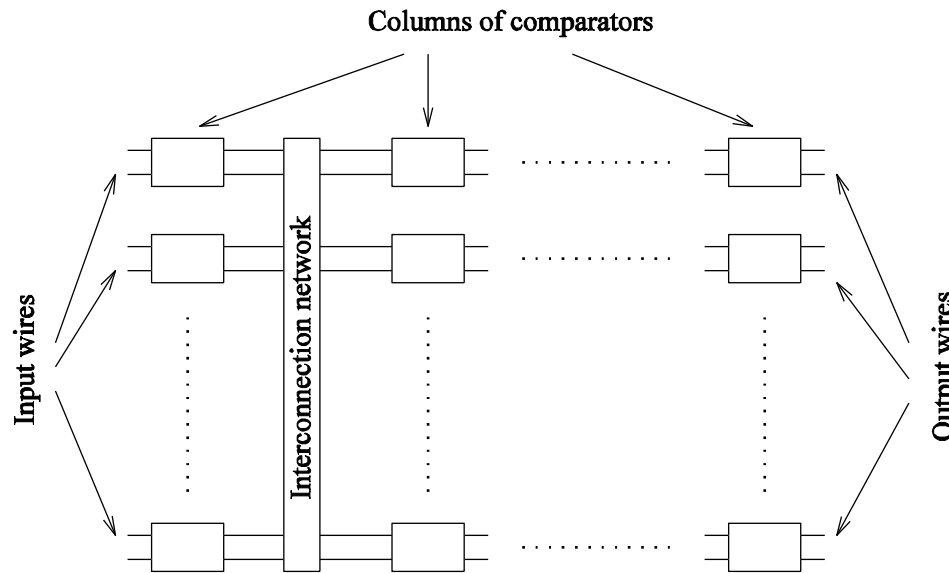 Columns of comparators
Input wires
Interconnection network
Output wires